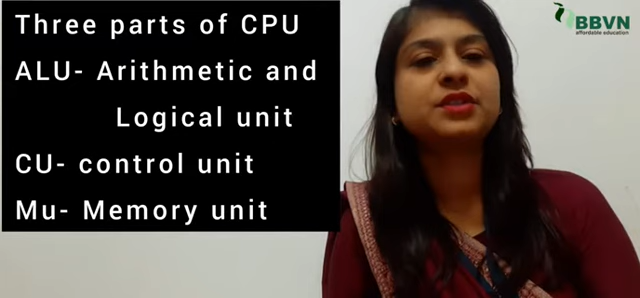 Three parts of CPU
ALU- Arithmetic and
Logical unit
CU- control unit
Mu- Memory unit
BBVN
affordable education